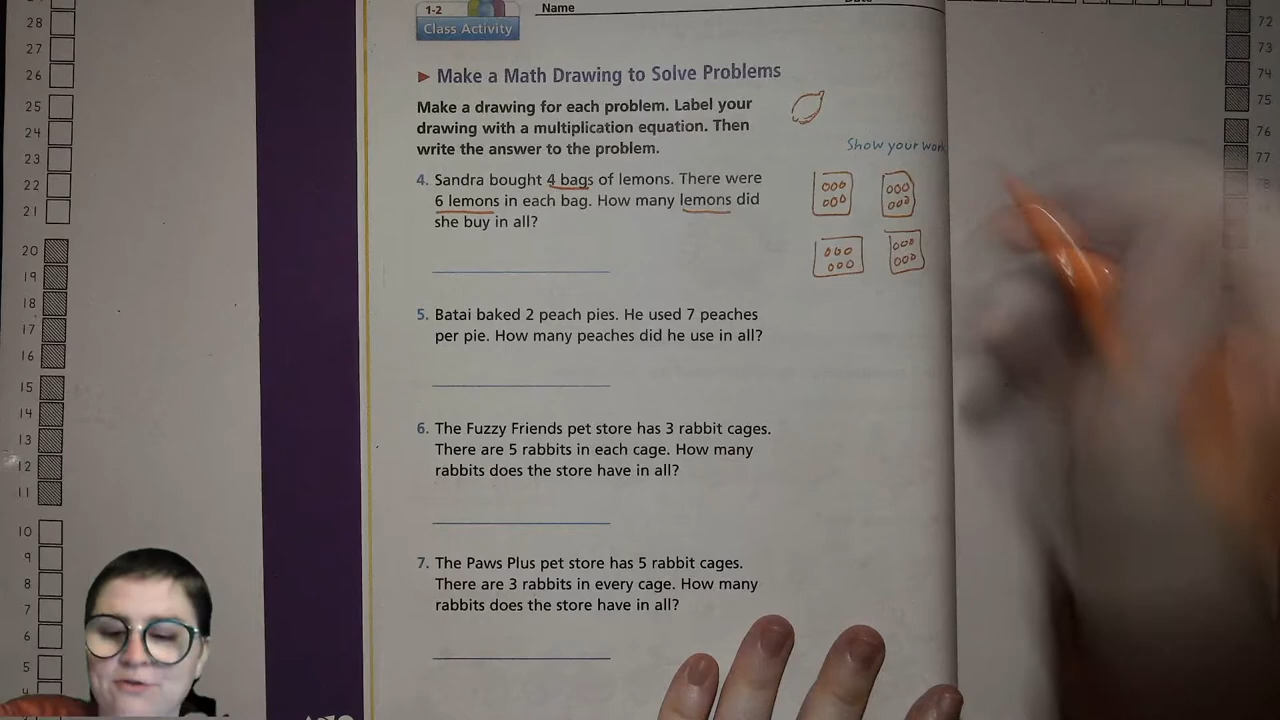 1-2
Name
Class Activity
Make a Math Drawing to Solve Problems
Make a drawing for each problem. Label your
drawing with a multiplication equation. Then
write the answer to the problem.
Show your work
4. Sandra bought 4 bags of lemons. There were
6 lemons in each bag. How many lemons did
she buy in all?
5. Batai baked 2 peach pies. He used 7 peaches
per pie. How many peaches did he use in all?
6. The Fuzzy Friends pet store has 3 rabbit cages.
There are 5 rabbits in each cage. How many
rabbits does the store have in all?
7. The Paws Plus pet store has 5 rabbit cages.
There are 3 rabbits in every cage. How many
rabbits does the store have in all?
28
27
26
25
24
23
22
21
20
19
18
17
16
15
14
13
12
11
10
9
8
7
6
5
72
73
74
75
76
77
78